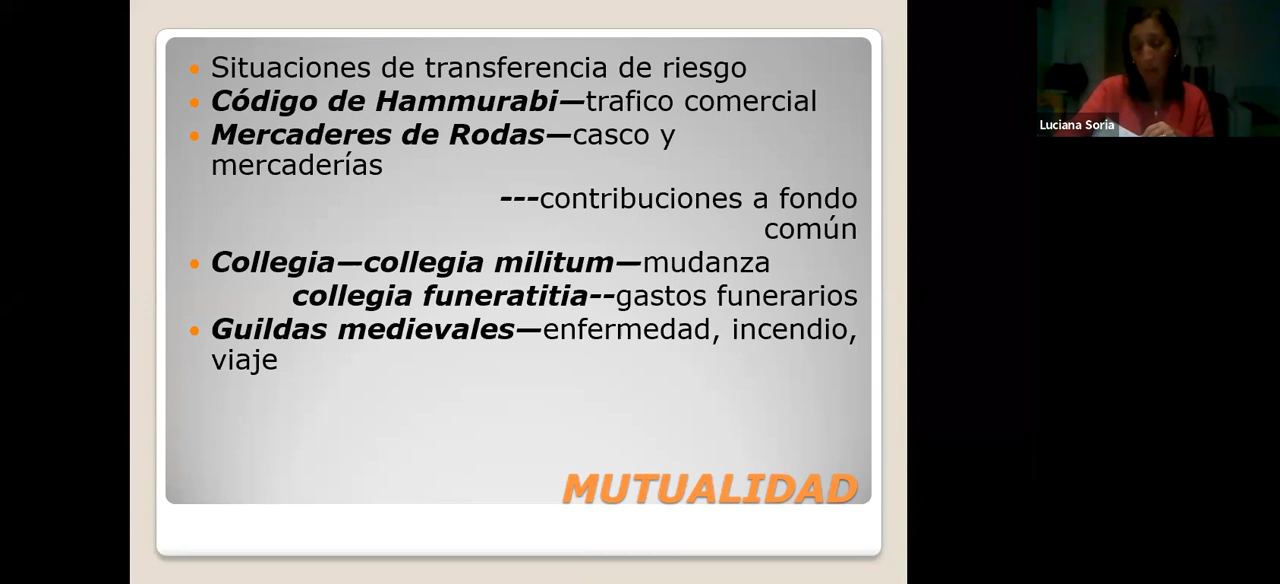 Situaciones de transferencia de riesgo
Código de Hammurabi—trafico comercial
Mercaderes de Rodas—casco y
mercaderías
---contribuciones a fondo
común
Collegia—collegia militum—mudanza
collegia funeratitia--gastos funerarios
Guildas medievales—enfermedad, incendio,
viaje
MUTUALIDAD
Luciana Soria